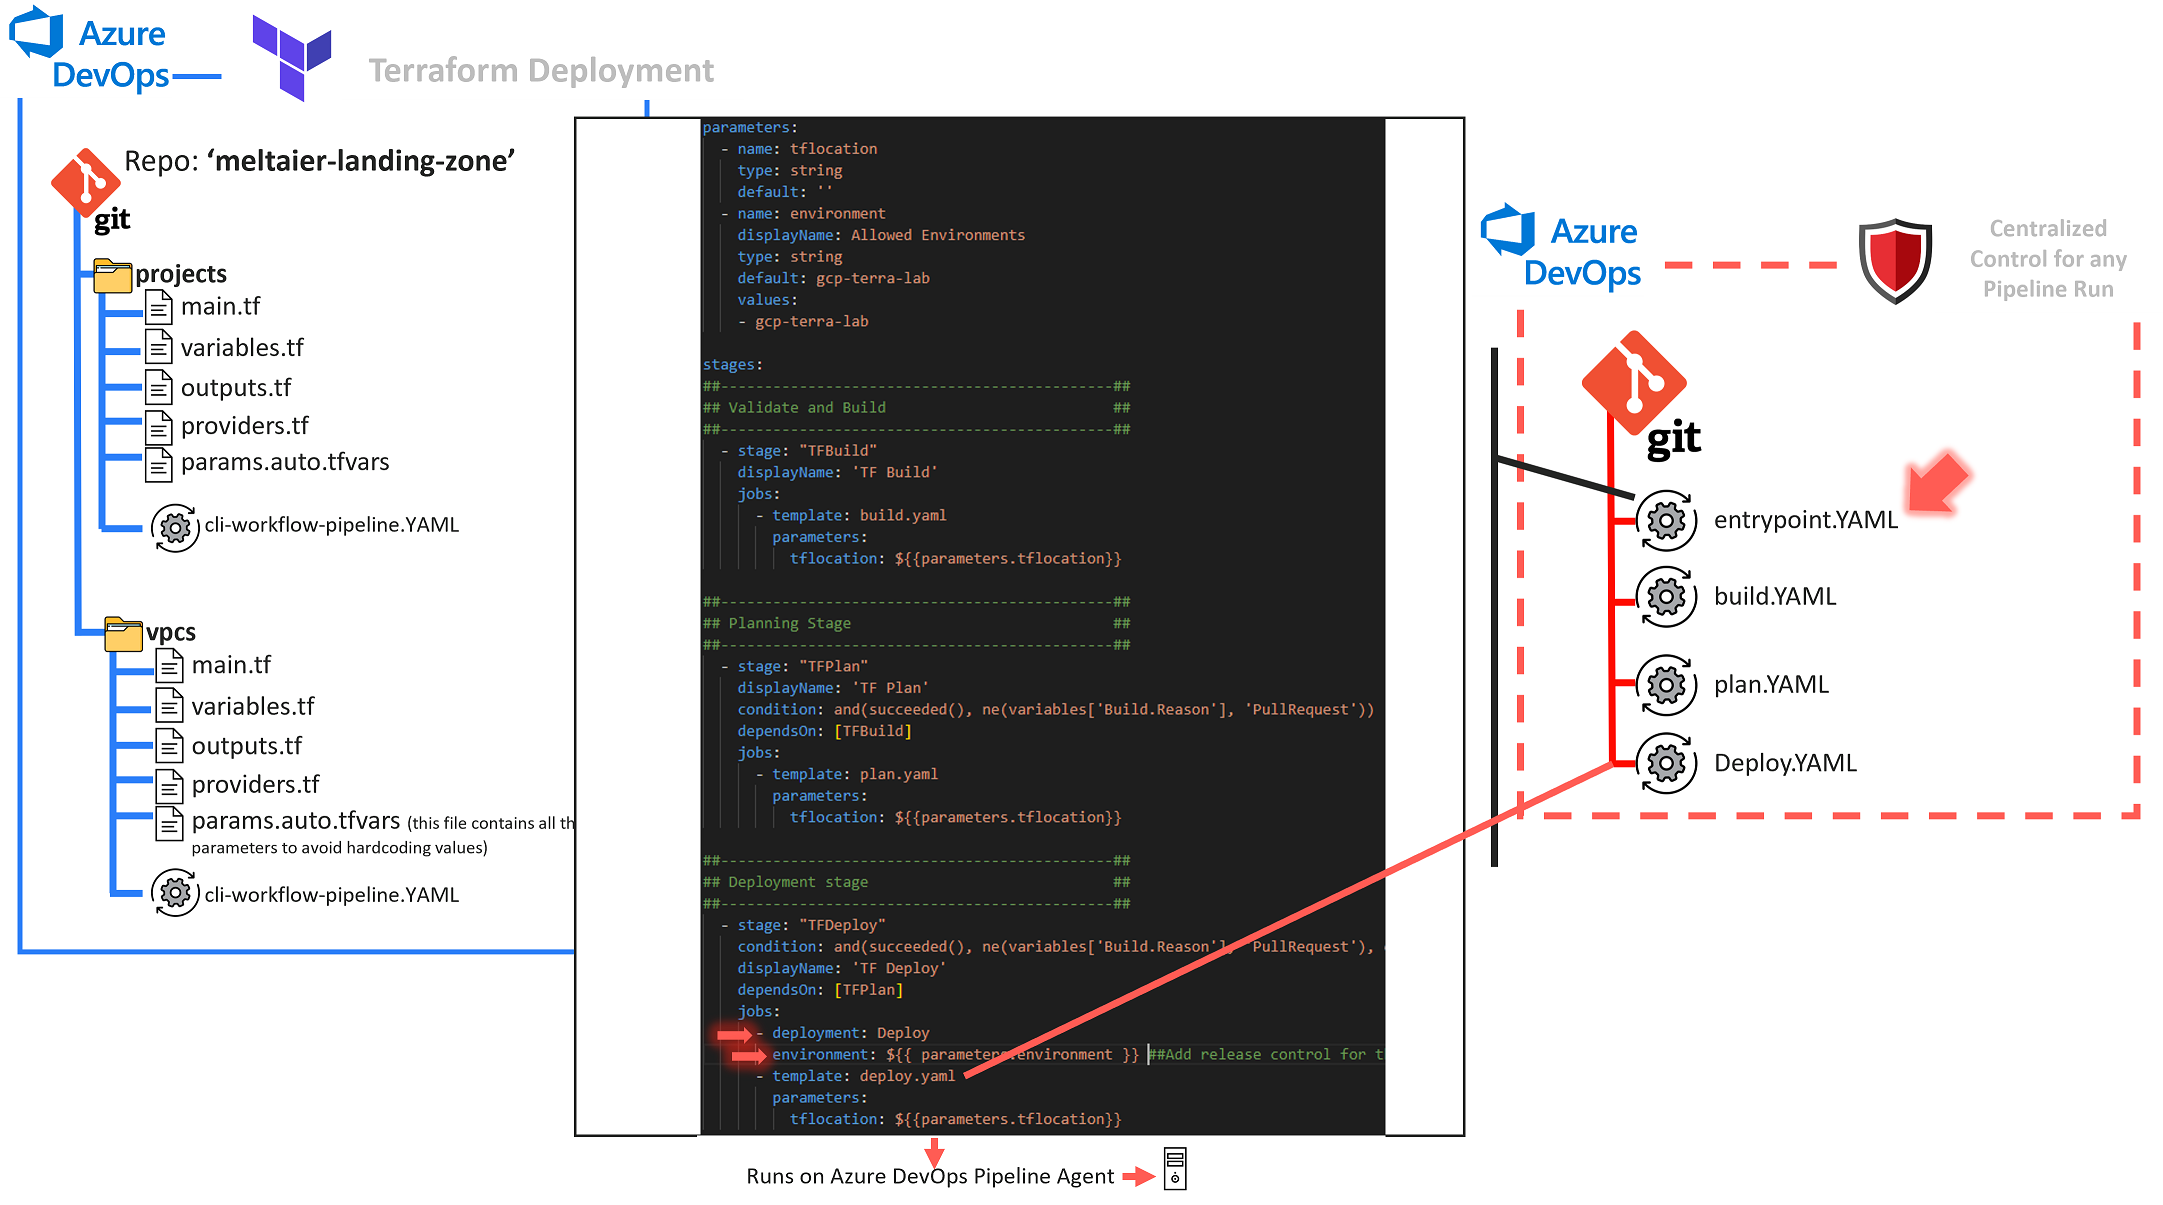 Azure
DevOps
Terraform Deployment
Repo: ‘meltaier-landing-zone’
git
projects
main.tf
variables.tf
outputs.tf
providers.tf
params.auto.tfvars
cli-workflow-pipeline.YAML
vpcs
main.tf
variables.tf
outputs.tf
providers.tf
params.auto.tfvars (this file contains all th
parameters to avoid hardcoding values)
cli-workflow-pipeline.YAML
parameters:
- name: tflocation
type: string
default: ''
- name: environment
displayName: Allowed Environments
type: string
default: gcp-terra-lab
values:
- gcp-terra-lab
stages:
##---------------------------------------------##
## Validate and Build ##
##---------------------------------------------##
- stage: "TFBuild"
displayName: 'TF Build'
jobs:
- template: build.yaml
parameters:
tflocation: ${{parameters.tflocation}}
##---------------------------------------------##
## Planning Stage ##
##---------------------------------------------##
- stage: "TFPlan"
displayName: 'TF Plan'
condition: and(succeeded(), ne(variables['Build.Reason'], 'PullRequest'))
dependsOn: [TFBuild]
jobs:
- template: plan.yaml
parameters:
tflocation: ${{parameters.tflocation}}
##---------------------------------------------##
## Deployment stage ##
##---------------------------------------------##
- stage: "TFDeploy"
condition: and(succeeded(), ne(variables['Build.Reason'], 'PullRequest'),
displayName: 'TF Deploy'
dependsOn: [TFPlan]
jobs:
- deployment: Deploy
environment: ${{ parameters.environment }} ##Add release control for t
- template: deploy.yaml
parameters:
tflocation: ${{parameters.tflocation}}
Runs on Azure DevOps Pipeline Agent
Azure
DevOps
Centralized
Control for any
Pipeline Run
git
entrypoint.YAML
build.YAML
plan.YAML
Deploy.YAML